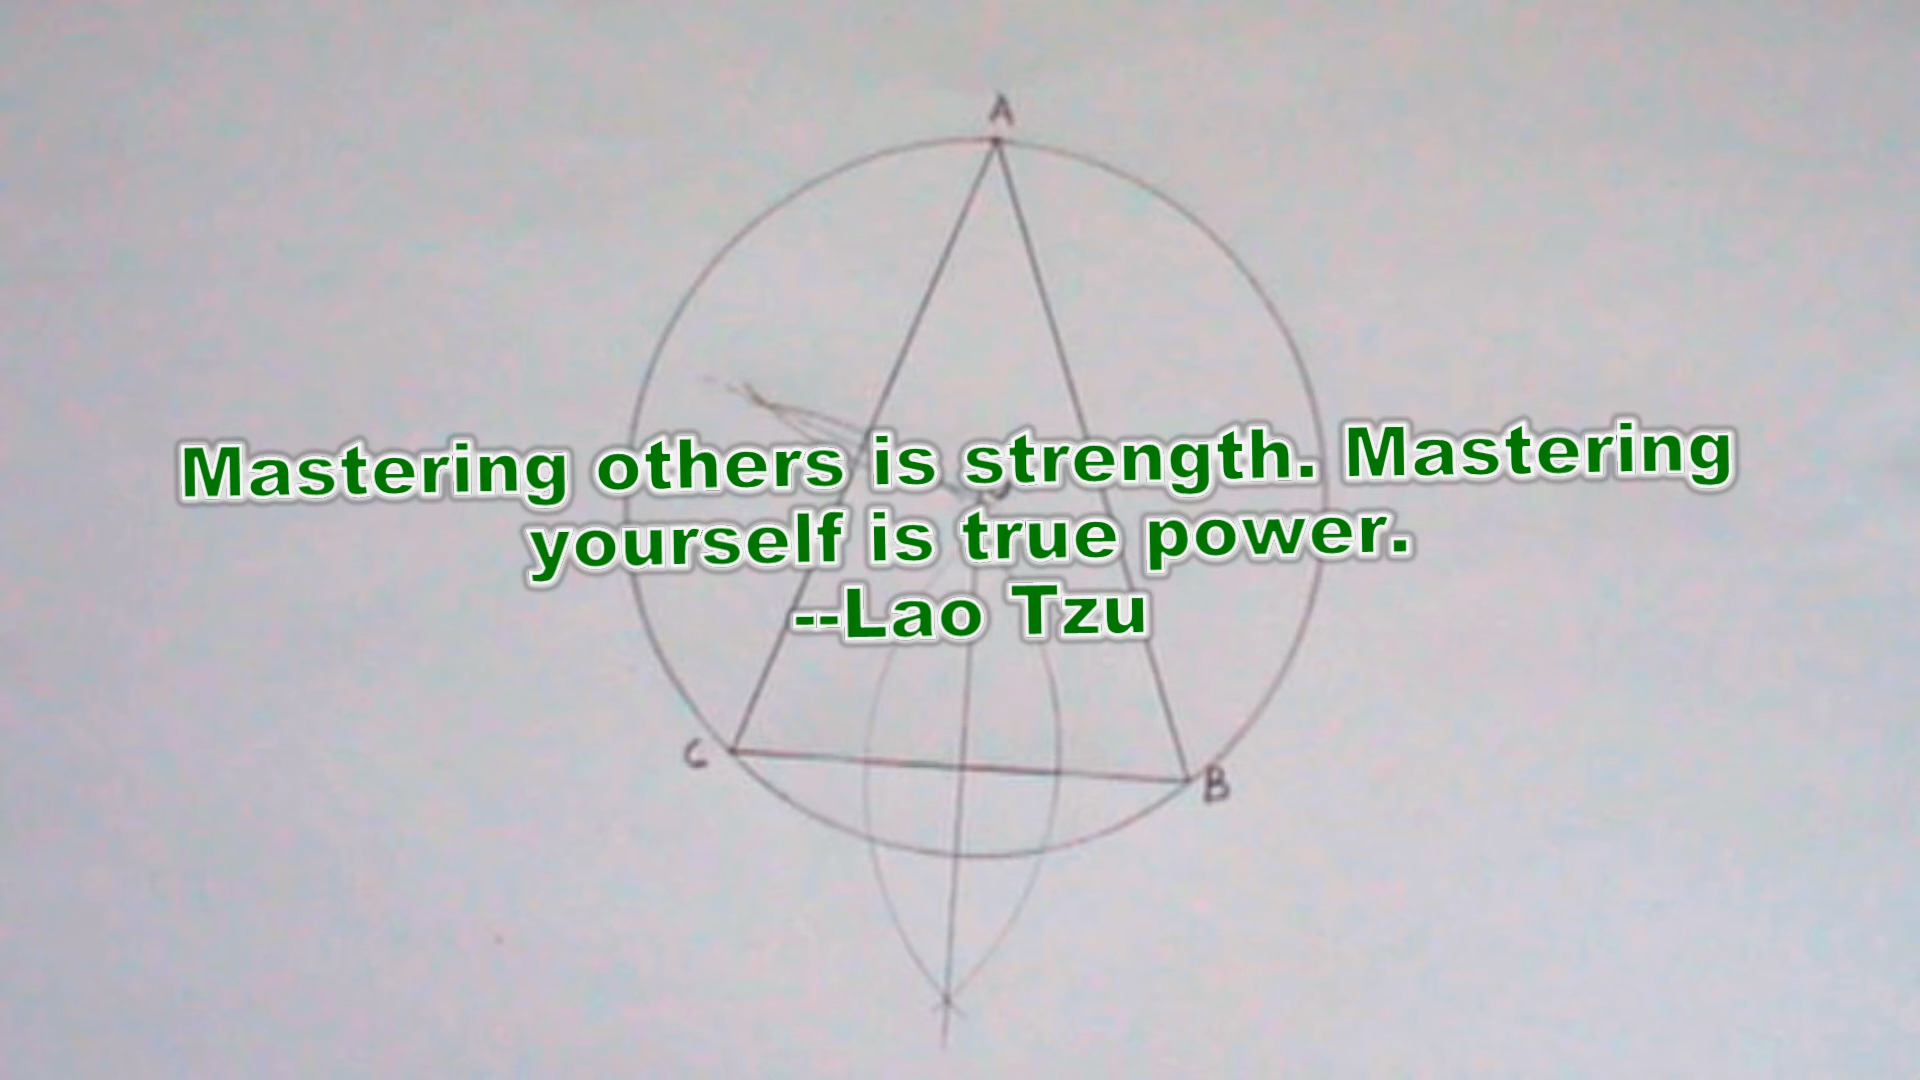 A
Mastering others is strength. Mastering
yourself is true power.
--Lao Tzu
C
B